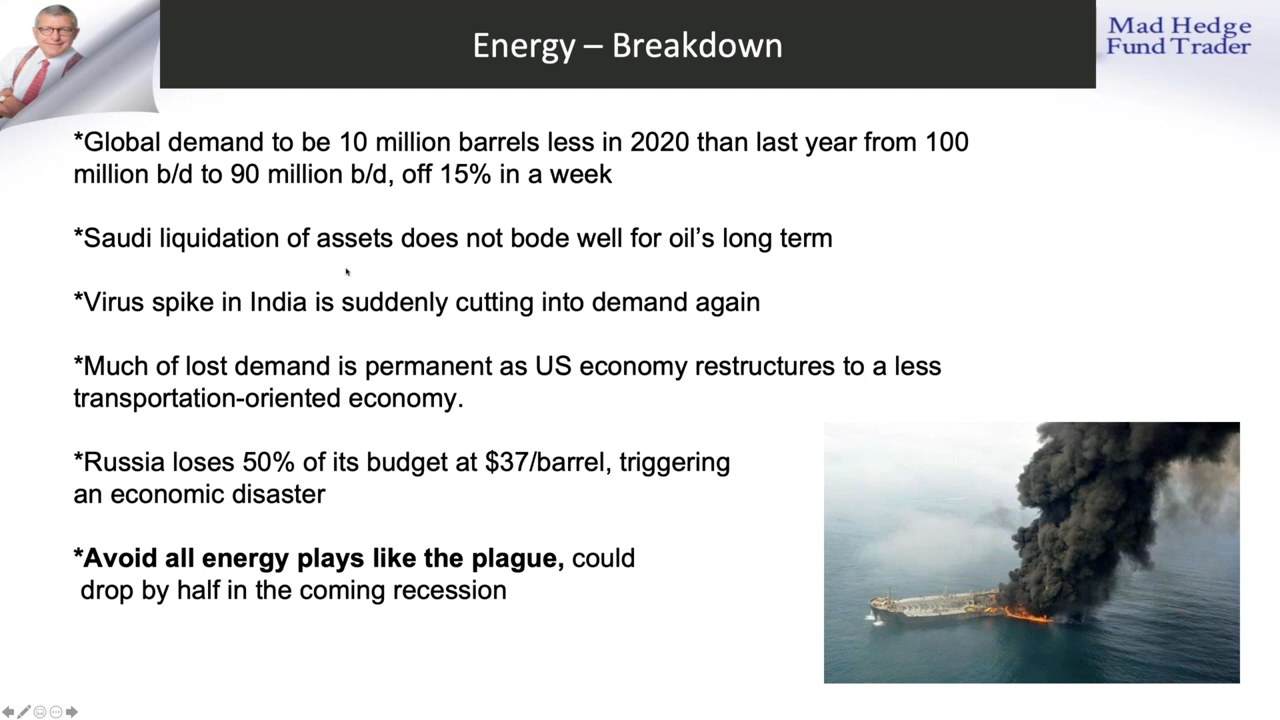 Energy – Breakdown
Mad Hedge
Fund Trader
*Global demand to be 10 million barrels less in 2020 than last year from 100
million b/d to 90 million b/d, off 15% in a week
*Saudi liquidation of assets does not bode well for oil’s long term
*Virus spike in India is suddenly cutting into demand again
*Much of lost demand is permanent as US economy restructures to a less
transportation-oriented economy.
*Russia loses 50% of its budget at $37/barrel, triggering
an economic disaster
*Avoid all energy plays like the plague, could
drop by half in the coming recession